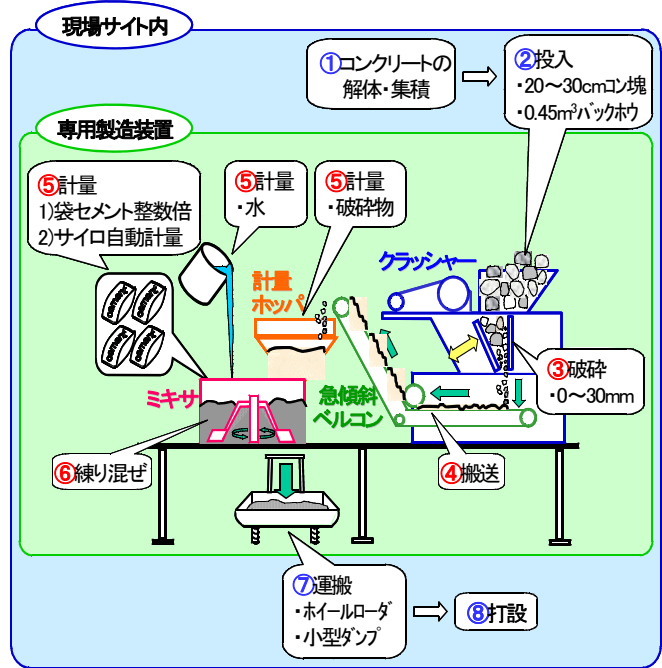 現場サイト内
①コンクリートの
解体・集積
②投入
・20～30cmコン塊
・0.45m³バックホウ
専用製造装置
⑤計量
1)袋セメント整数倍
2)サイロ自動計量
⑤計量
・水
⑤計量
・破砕物
クラッシャー
計量
ホッパ
cement
cement
cement
cement
③破砕
・0～30mm
ミキサ
急傾斜
ベルコン
⑥練り混ぜ
④搬送
⑦運搬
・ホイールローダ
・小型ダンプ
⑧打設